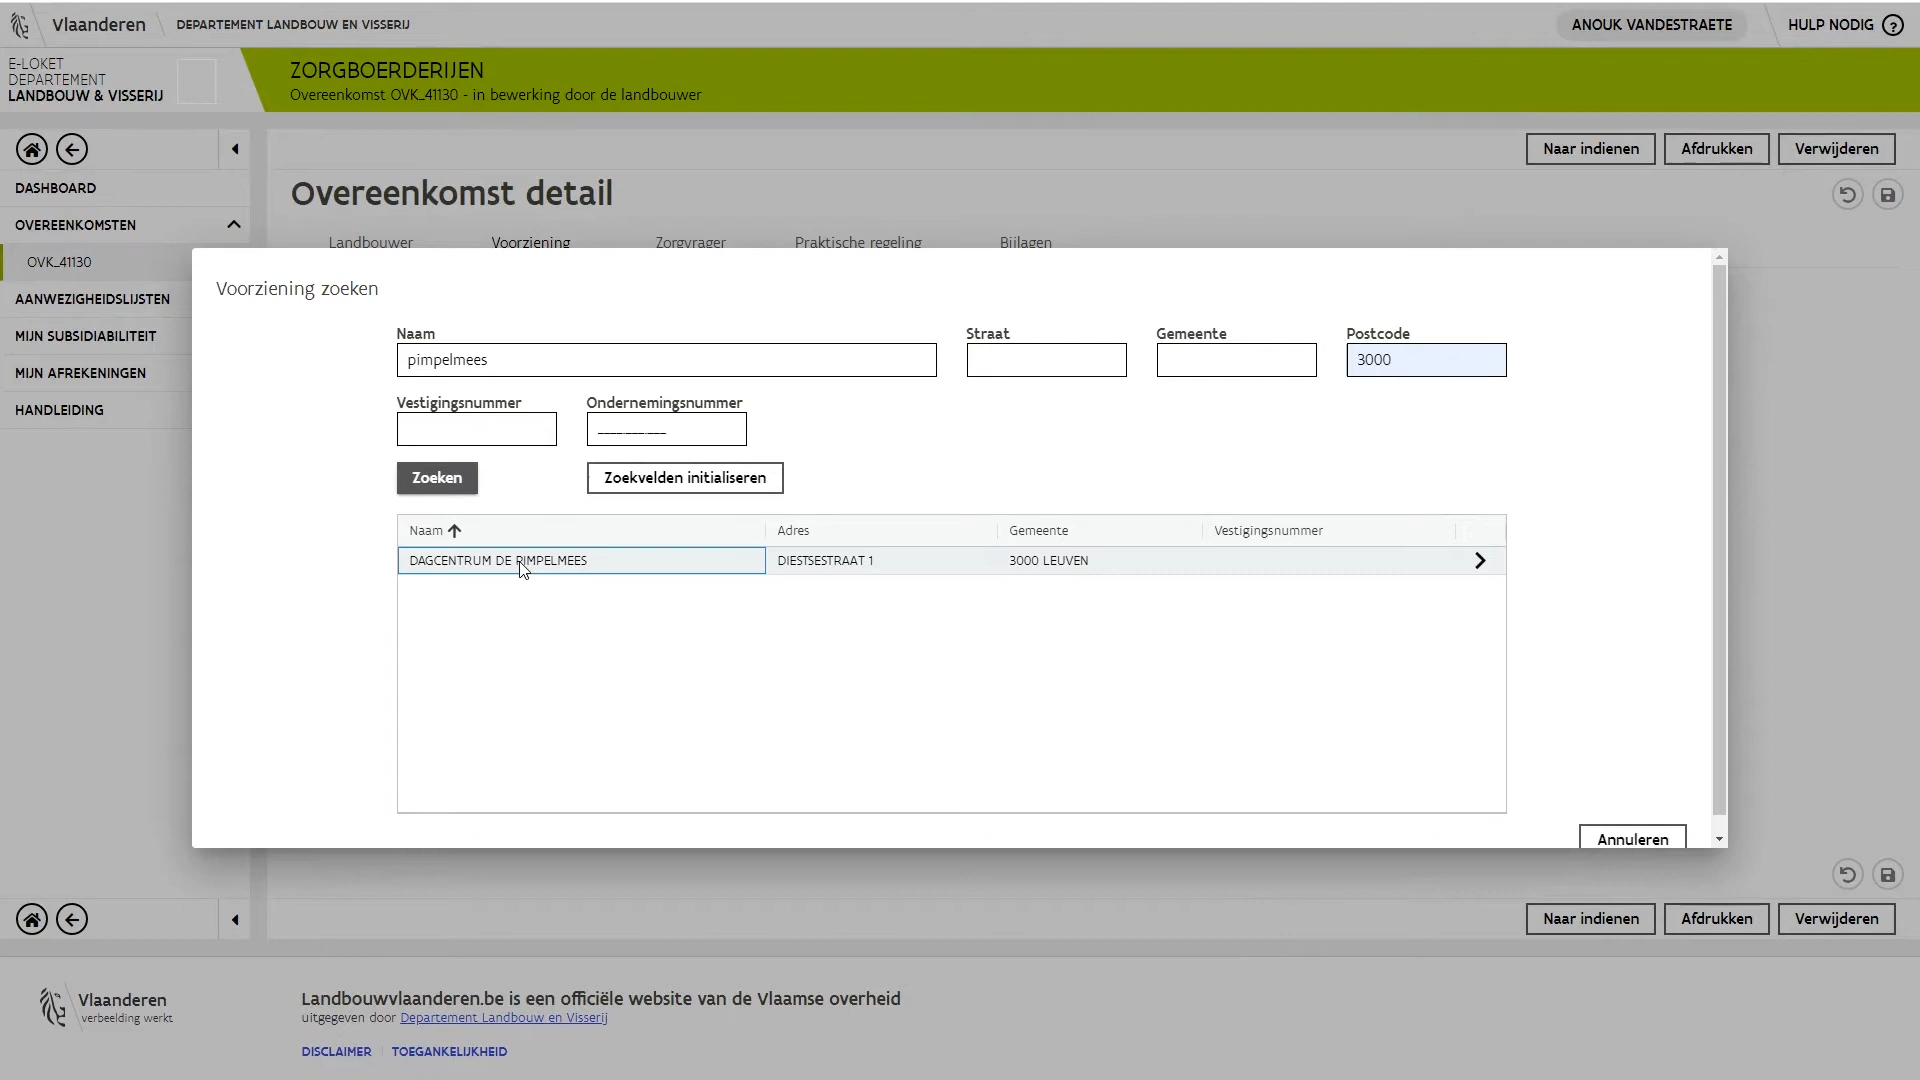 Vlaanderen
DEPARTEMENT LANDBOUW EN VISSERIJ
ANOUK VANDESTRAETE
HULP NODIG ?
E-LOKET
DEPARTEMENT
LANDBOUW & VISSERIJ
ZORGBOERDERIJEN
Overeenkomst OVK_41130 - in bewerking door de landbouwer
Naar indienen
Afdrukken
Verwijderen
DASHBOARD
OVEREENKOMSTEN
OVK_41130
AANWEZIGHEIDSLIJSTEN
MIJN SUBSIDIABILITEIT
MIJN AFREKENINGEN
HANDLEIDING
Overeenkomst detail
Landbouwer
Voorziening
Zorgvrager
Praktische regeling
Bijlagen
Voorziening zoeken
Naam
Straat
Gemeente
Postcode
pimpelmees
3000
Vestigingsnummer
Ondernemingsnummer
____.___.___
Zoeken
Zoekvelden initialiseren
Naam
Adres
Gemeente
Vestigingsnummer
DAGCENTRUM DE PIMPELMEES
DIESTSESTRAAT 1
3000 LEUVEN
Annuleren
Naar indienen
Afdrukken
Verwijderen
Vlaanderen
verbeelding werkt
Landbouwvlaanderen.be is een officiële website van de Vlaamse overheid
uitgegeven door Departement Landbouw en Visserij
DISCLAIMER
TOEGANKELIJKHEID